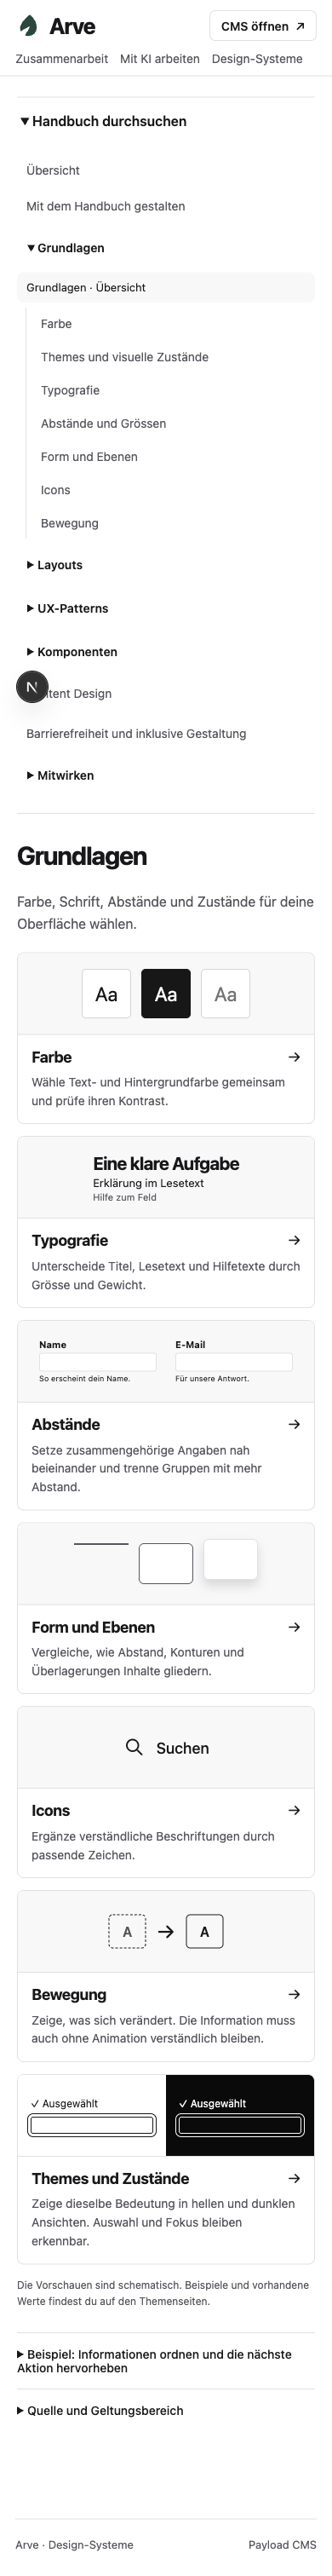 Arve
CMS öffnen ↗
Zusammenarbeit Mit KI arbeiten Design-Systeme
▼ Handbuch durchsuchen
Übersicht
Mit dem Handbuch gestalten
▼ Grundlagen
Grundlagen · Übersicht
Farbe
Themes und visuelle Zustände
Typografie
Abstände und Grössen
Form und Ebenen
Icons
Bewegung
▶ Layouts
▶ UX-Patterns
▶ Komponenten
N
tent Design
Barrierefreiheit und inklusive Gestaltung
▶ Mitwirken
Grundlagen
Farbe, Schrift, Abstände und Zustände für deine
Oberfläche wählen.
Aa Aa Aa
Farbe →
Wähle Text- und Hintergrundfarbe gemeinsam
und prüfe ihren Kontrast.
Eine klare Aufgabe
Erklärung im Lesetext
Hilfe zum Feld
Typografie →
Unterscheide Titel, Lesetext und Hilfetexte durch
Grösse und Gewicht.
Name E-Mail
So erscheint dein Name. Für unsere Antwort.
Abstände →
Setze zusammengehörige Angaben nah
beieinander und trenne Gruppen mit mehr
Abstand.
Form und Ebenen →
Vergleiche, wie Abstand, Konturen und
Überlagerungen Inhalte gliedern.
Suchen
Icons →
Ergänze verständliche Beschriftungen durch
passende Zeichen.
A → A
Bewegung →
Zeige, was sich verändert. Die Information muss
auch ohne Animation verständlich bleiben.
✓ Ausgewählt ✓ Ausgewählt
Themes und Zustände →
Zeige dieselbe Bedeutung in hellen und dunklen
Ansichten. Auswahl und Fokus bleiben
erkennbar.
Die Vorschauen sind schematisch. Beispiele und vorhandene
Werte findest du auf den Themenseiten.
▶ Beispiel: Informationen ordnen und die nächste
Aktion hervorheben
▶ Quelle und Geltungsbereich
Arve · Design-Systeme Payload CMS